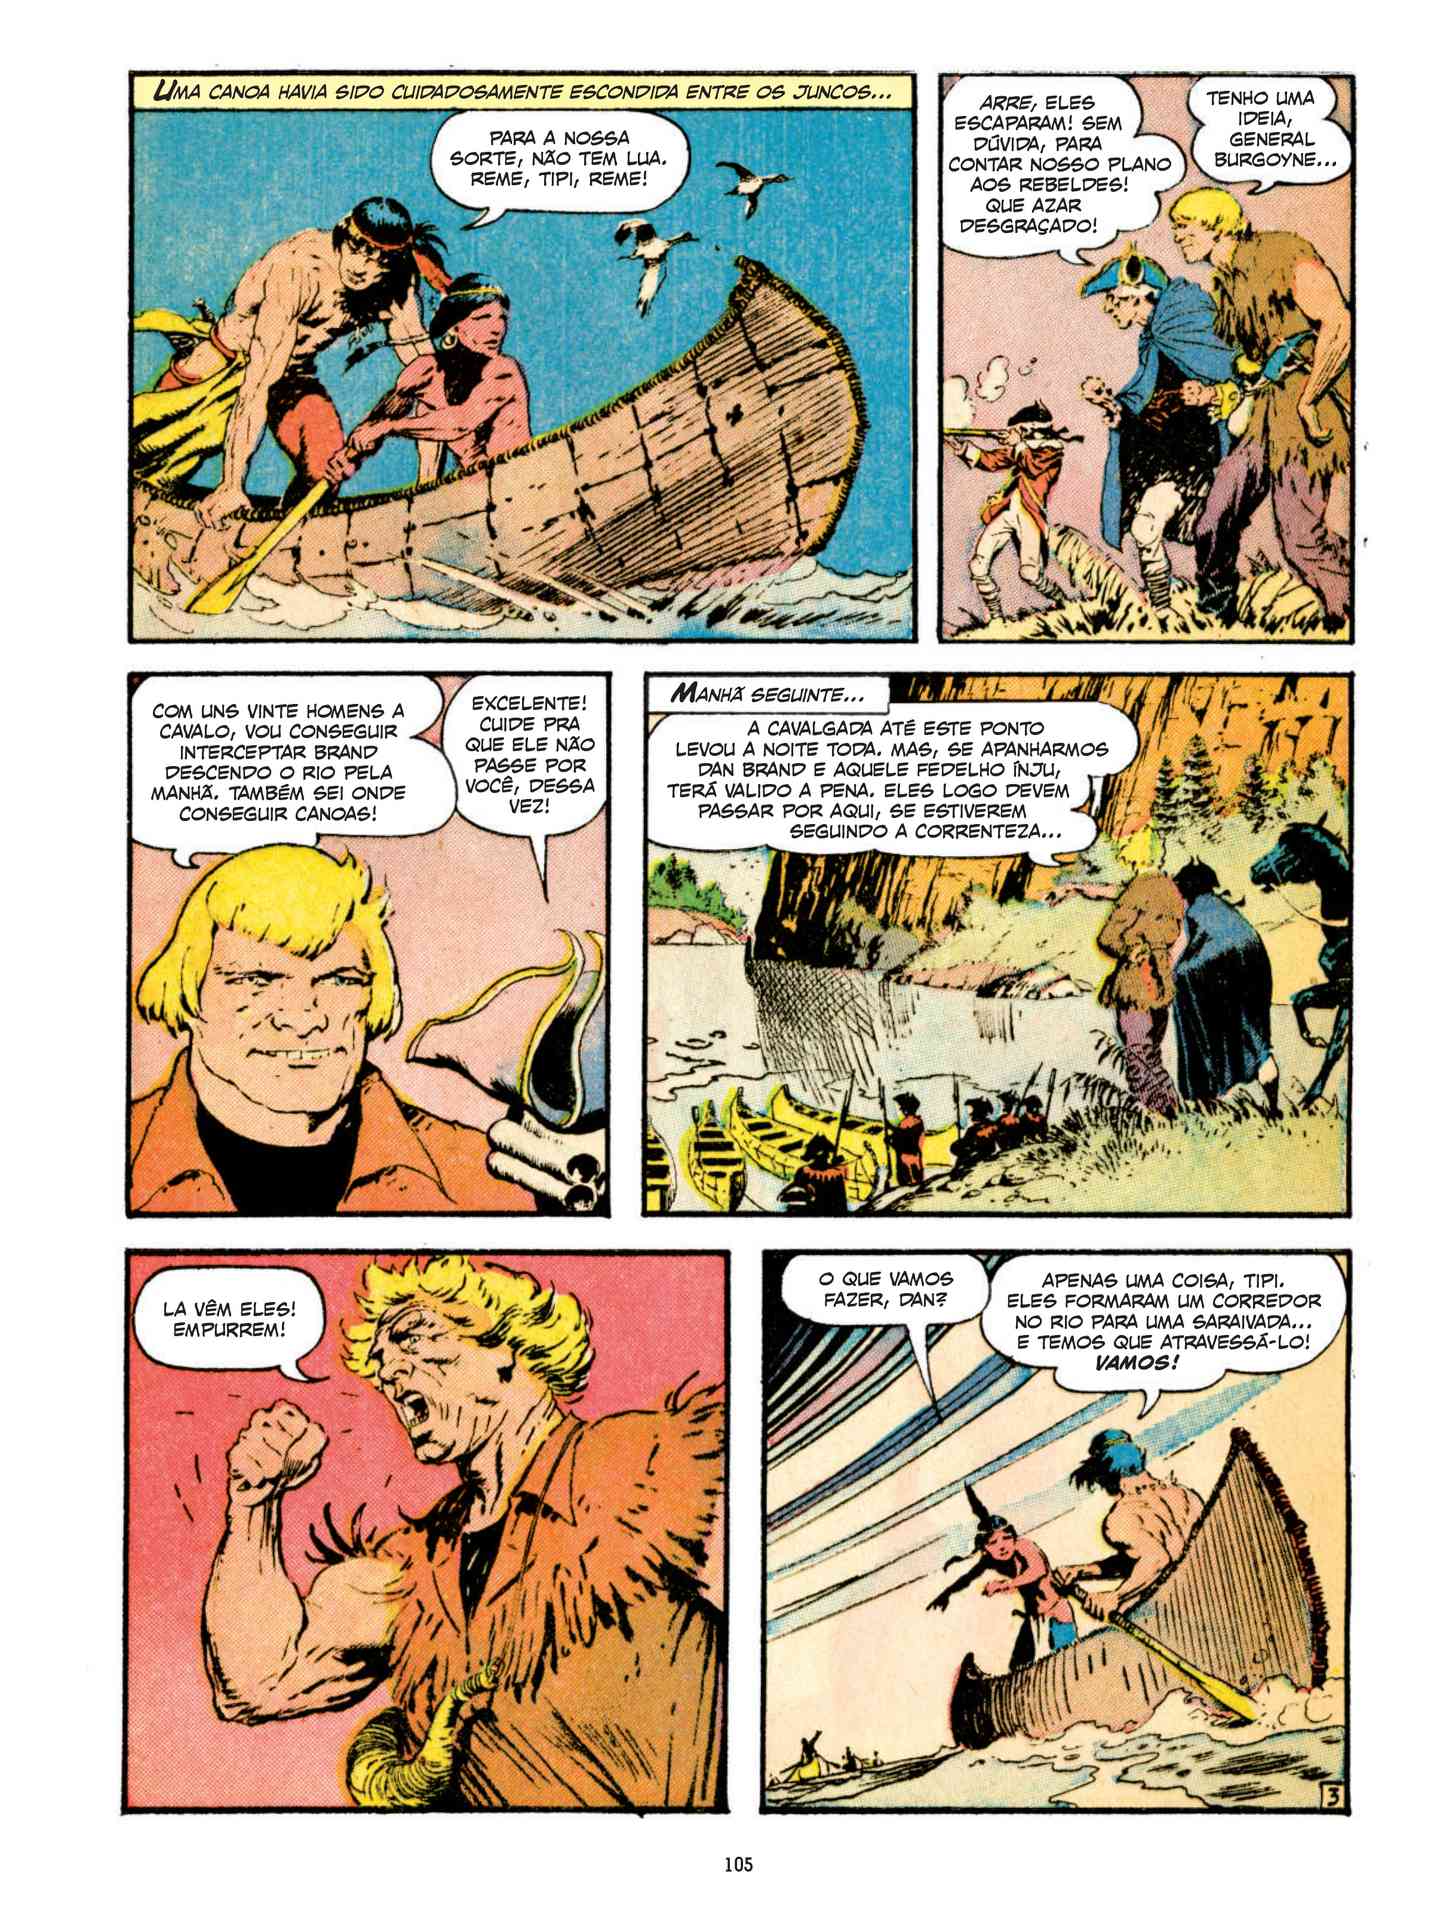 UMA CANOA HAVIA SIDO CUIDADOSAMENTE ESCONDIDA ENTRE OS JUNCOS...
PARA A NOSSA
SORTE, NÃO TEM LUA.
REME, TIPI, REME!
ARRE, ELES
ESCAPARAM! SEM
DÚVIDA, PARA
CONTAR NOSSO PLANO
AOS REBELDES!
QUE AZAR
DESGRAÇADO!
TENHO UMA
IDEIA,
GENERAL
BURGOYNE...
COM UNS VINTE HOMENS A
CAVALO, VOU CONSEGUIR
INTERCEPTAR BRAND
DESCENDO O RIO PELA
MANHÃ. TAMBÉM SEI ONDE
CONSEGUIR CANOAS!
EXCELENTE!
CUIDE PRA
QUE ELE NÃO
PASSE POR
VOCÊ, DESSA
VEZ!
MANHÃ SEGUINTE...
A CAVALGADA ATÉ ESTE PONTO
LEVOU A NOITE TODA. MAS, SE APANHARMOS
DAN BRAND E AQUELE FEDELHO ÍNJU,
TERÁ VALIDO A PENA. ELES LOGO DEVEM
PASSAR POR AQUI, SE ESTIVEREM
SEGUINDO A CORRENTEZA...
LA VÊM ELES!
EMPURREM!
O QUE VAMOS
FAZER, DAN?
APENAS UMA COISA, TIPI.
ELES FORMARAM UM CORREDOR
NO RIO PARA UMA SARAIVADA...
E TEMOS QUE ATRAVESSÁ-LO!
VAMOS!
3
105